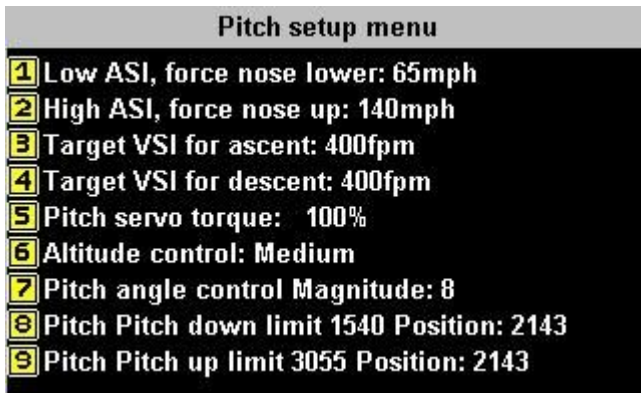 Pitch setup menu
1 Low ASI, force nose lower: 65mph
2 High ASI, force nose up: 140mph
3 Target VSI for ascent: 400fpm
4 Target VSI for descent: 400fpm
5 Pitch servo torque: 100%
6 Altitude control: Medium
7 Pitch angle control Magnitude: 8
8 Pitch Pitch down limit 1540 Position: 2143
9 Pitch Pitch up limit 3055 Position: 2143